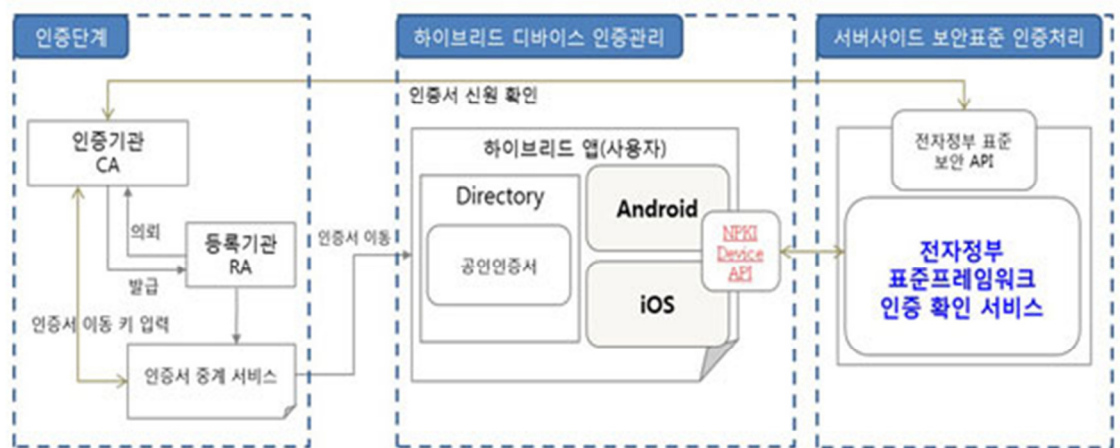 인증단계
하이브리드 디바이스 인증관리
서버사이드 보안표준 인증처리
인증서 신원 확인
인증기관
CA
의뢰
발급
등록기관
RA
인증서 이동 키 입력
인증서 중계 서비스
인증서 이동
하이브리드 앱(사용자)
Directory
공인인증서
Android
iOS
NPKI
Device
API
전자정부 표준
보안 API
전자정부
표준프레임워크
인증 확인 서비스